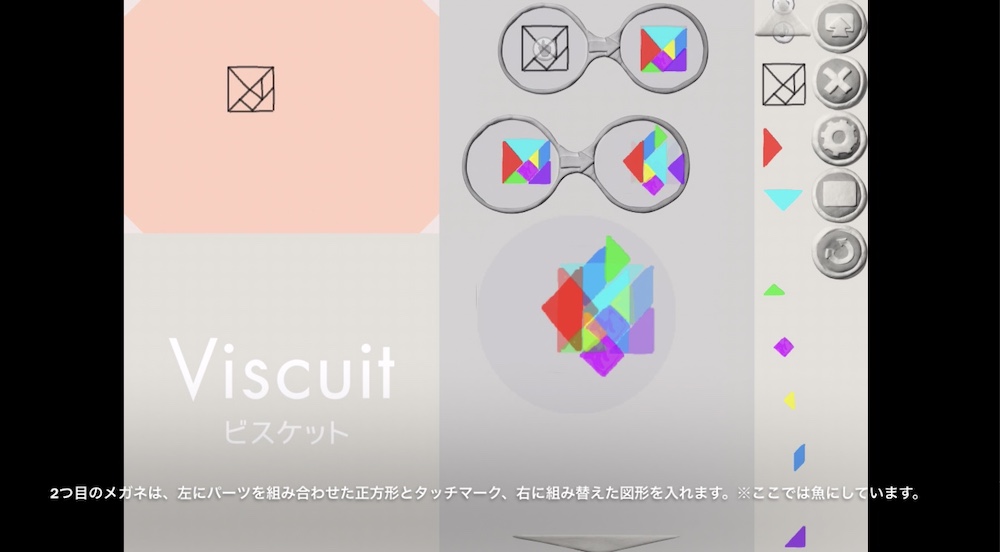 Viscuit
ビスケット
2つ目のメガネは、左にパーツを組み合わせた正方形とタッチマーク、右に組み替えた図形を入れます。※ここでは魚にしています。